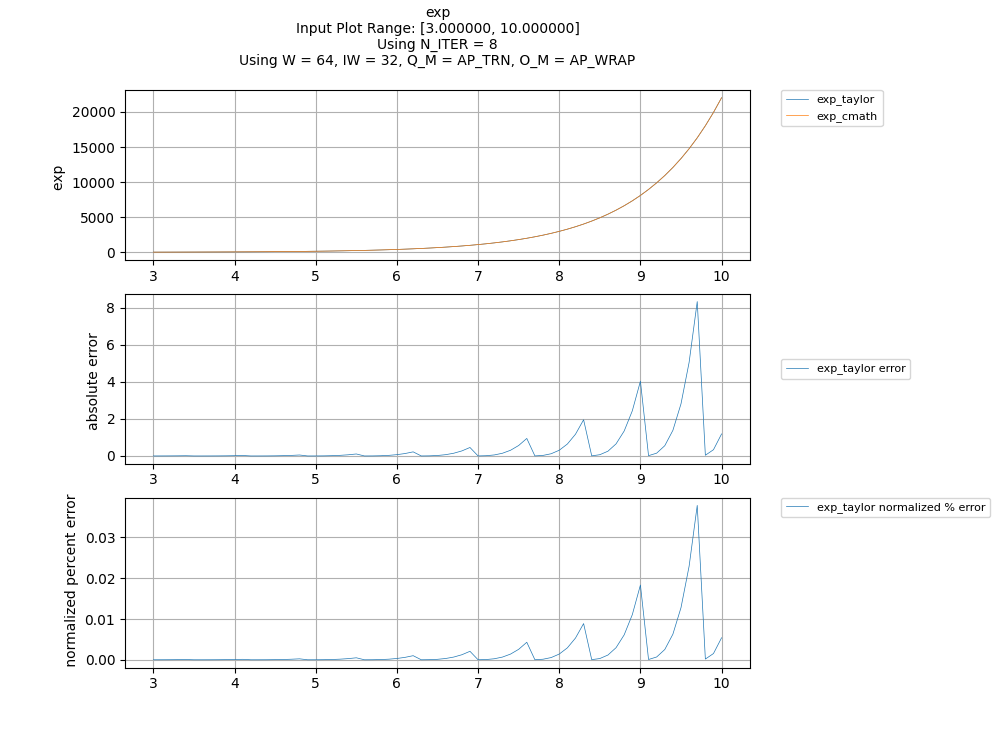 exp
Input Plot Range: [3.000000, 10.000000]
Using N_ITER = 8
Using W = 64, IW = 32, Q_M = AP_TRN, O_M = AP_WRAP
exp
20000
15000
10000
5000
0
3 4 5 6 7 8 9 10
exp_taylor
exp_cmath
absolute error
8
6
4
2
0
3 4 5 6 7 8 9 10
exp_taylor error
normalized percent error
0.03
0.02
0.01
0.00
3 4 5 6 7 8 9 10
exp_taylor normalized % error